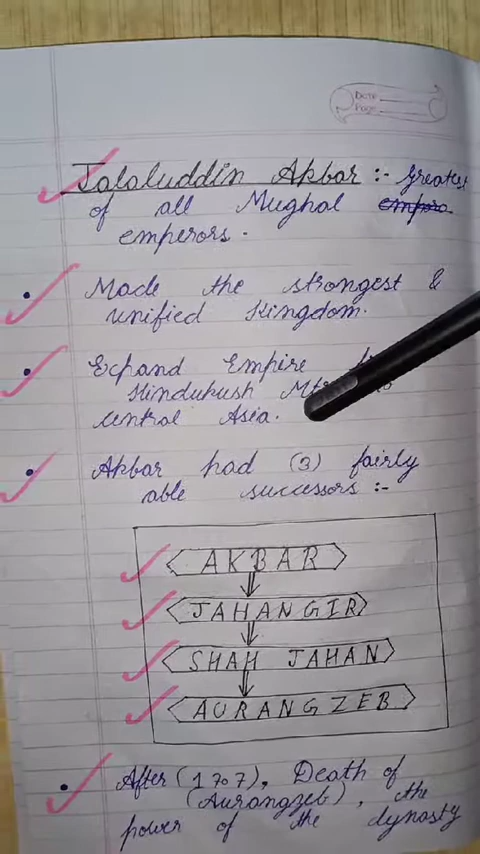 Date
Page
Jalaluddin Akbar :- Greatest
of all Mughal
emperors.
Made the strongest &
unified Kingdom.
Expand Empire
Hindukush
central Asia.
Akbar had (3) fairly
able successors :-
AKBAR
JAHANGIR
SHAH JAHAN
AURANGZEB
After (1707), Death of
(Aurangzeb), the
power of the dynasty